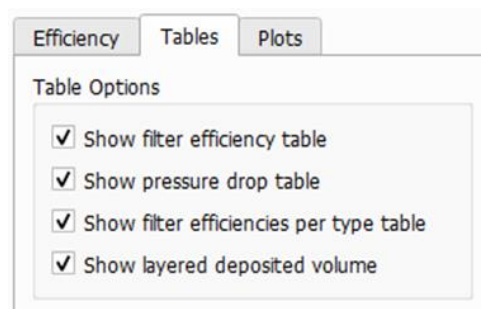 Efficiency Tables Plots
Table Options
Show filter efficiency table
Show pressure drop table
Show filter efficiencies per type table
Show layered deposited volume